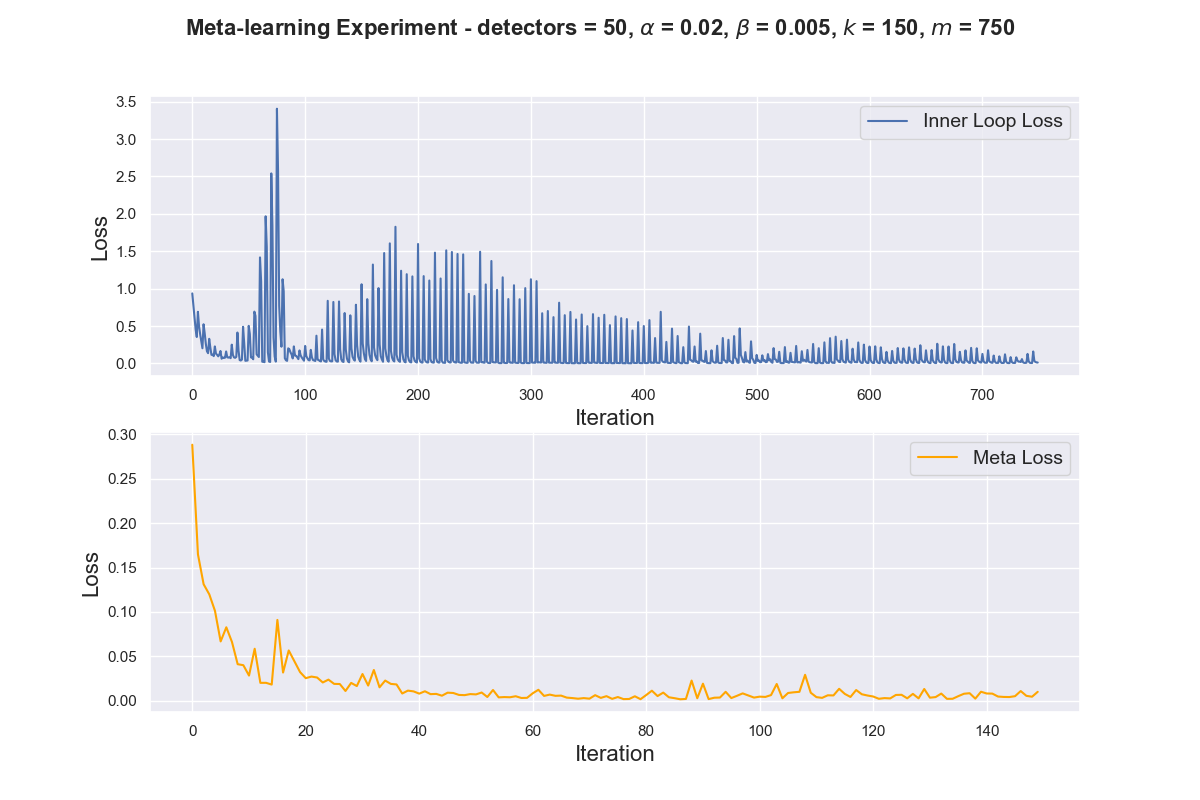 Meta-learning Experiment - detectors = 50, α = 0.02, β = 0.005, k = 150, m = 750
3.5
3.0
2.5
2.0
1.5
1.0
0.5
0.0
Loss
Inner Loop Loss
0 100 200 300 400 500 600 700
Iteration
0.30
0.25
0.20
0.15
0.10
0.05
0.00
Loss
Meta Loss
0 20 40 60 80 100 120 140
Iteration